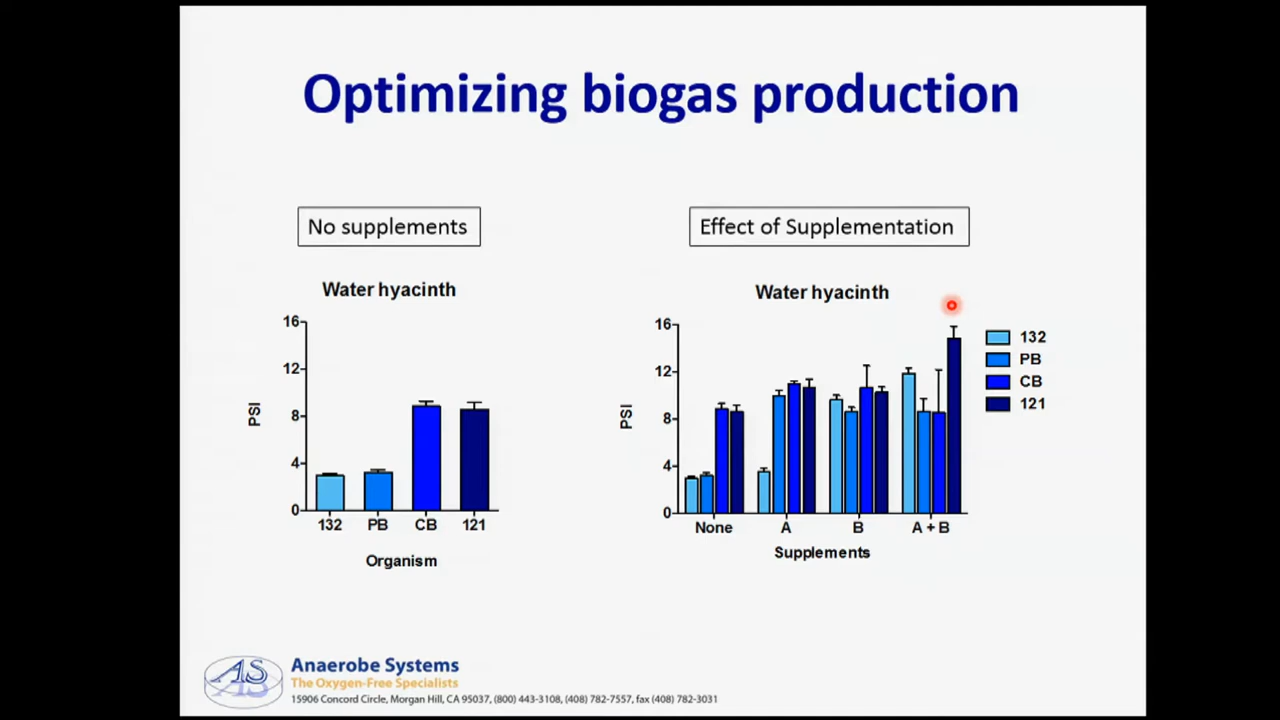 Optimizing biogas production
No supplements
Water hyacinth
16
12
8
4
0
PSI
132 PB CB 121
Organism
Effect of Supplementation
Water hyacinth
16
12
8
4
0
PSI
None A B A + B
Supplements
132
PB
CB
121
AS
Anaerobe Systems
The Oxygen-Free Specialists
15906 Concord Circle, Morgan Hill, CA 95037, (800) 443-3108, (408) 782-7557, fax (408) 782-3031